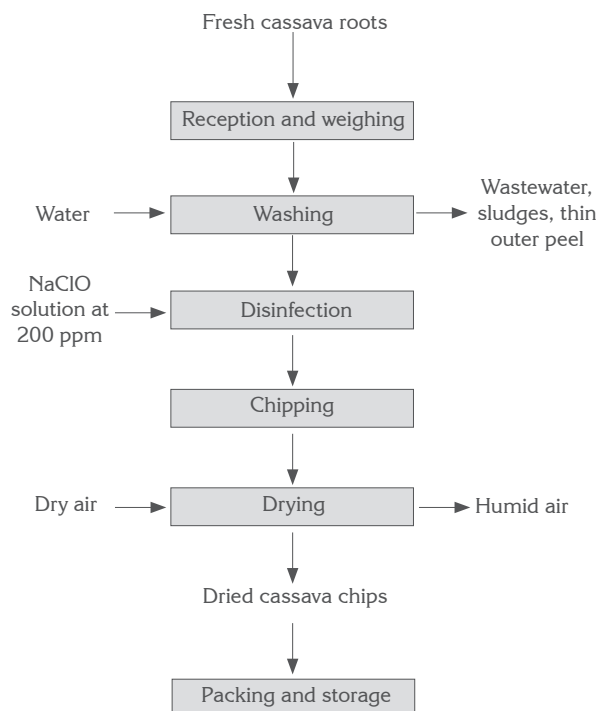 Fresh cassava roots
Reception and weighing
Water
Washing
Wastewater,
sludges, thin
outer peel
NaClO
solution at
200 ppm
Disinfection
Chipping
Dry air
Drying
Humid air
Dried cassava chips
Packing and storage